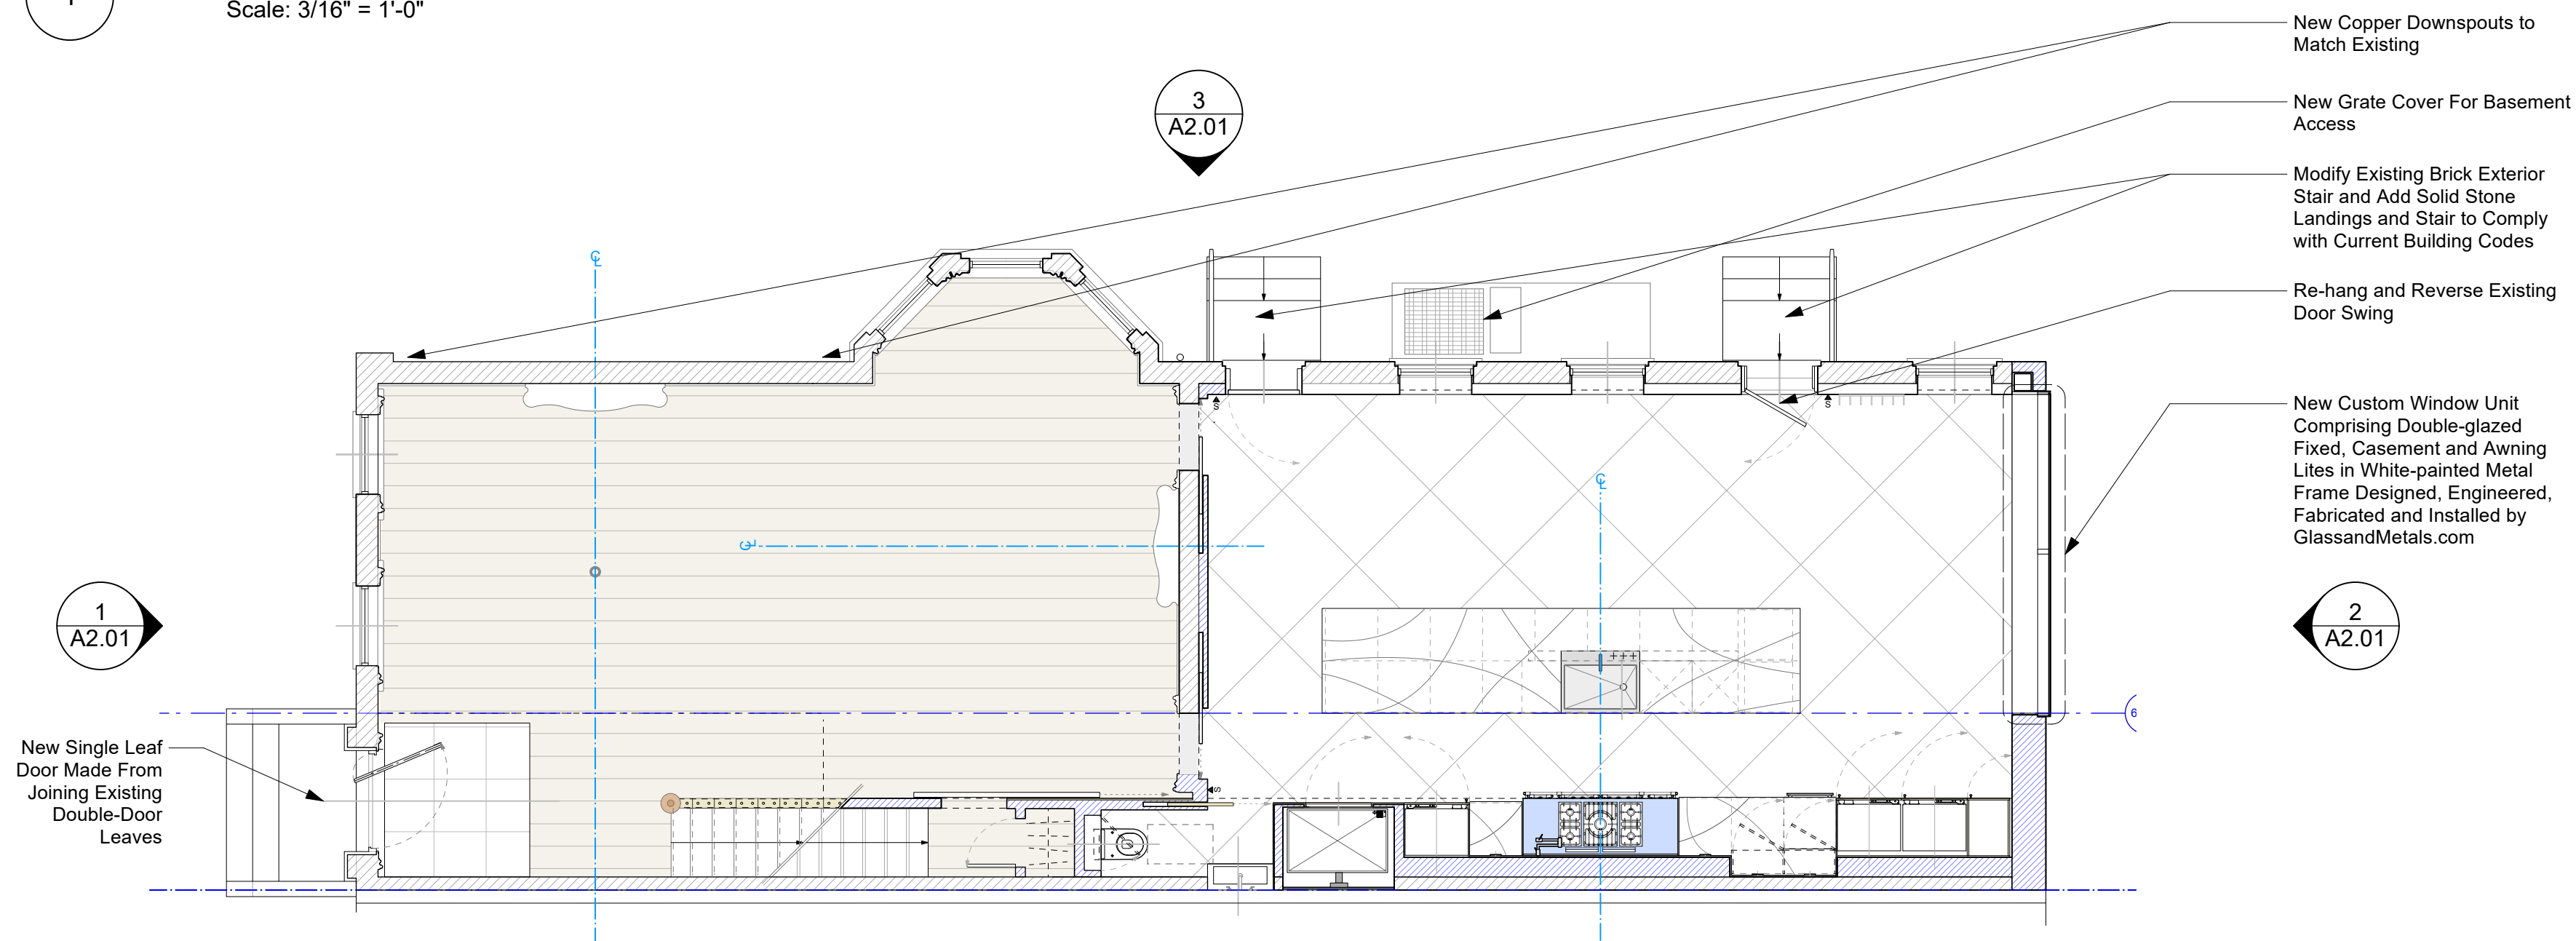 Scale: 3/16" = 1'-0"
New Copper Downspouts to
Match Existing
3
A2.01
New Grate Cover For Basement
Access
Modify Existing Brick Exterior
Stair and Add Solid Stone
Landings and Stair to Comply
with Current Building Codes
Re-hang and Reverse Existing
Door Swing
New Custom Window Unit
Comprising Double-glazed
Fixed, Casement and Awning
Lites in White-painted Metal
Frame Designed, Engineered,
Fabricated and Installed by
GlassandMetals.com
S
S
1
A2.01
2
A2.01
6
New Single Leaf
Door Made From
Joining Existing
Double-Door
Leaves
S